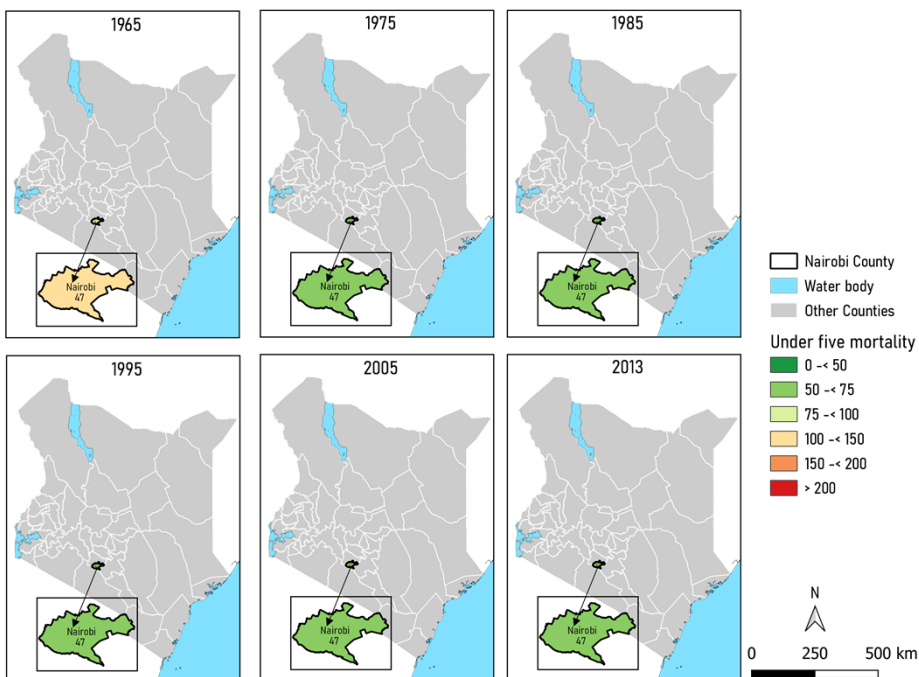 1965
Nairobi
47
1975
Nairobi
47
1985
Nairobi
47
1995
Nairobi
47
2005
Nairobi
47
2013
Nairobi
47
Nairobi County
Water body
Other Counties
Under five mortality
0 -< 50
50 -< 75
75 -< 100
100 -< 150
150 -< 200
> 200
N
0 250 500 km